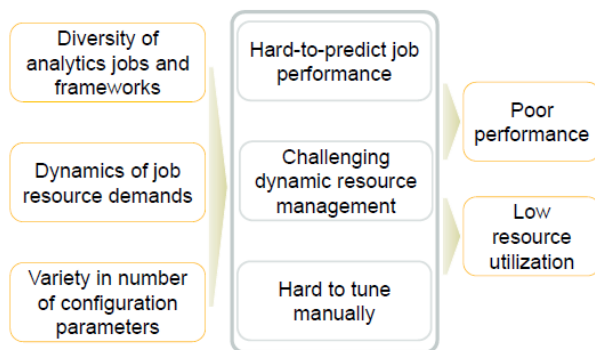 Diversity of
analytics jobs and
frameworks
Dynamics of job
resource demands
Variety in number
of configuration
parameters
Hard-to-predict job
performance
Challenging
dynamic resource
management
Hard to tune
manually
Poor
performance
Low
resource
utilization